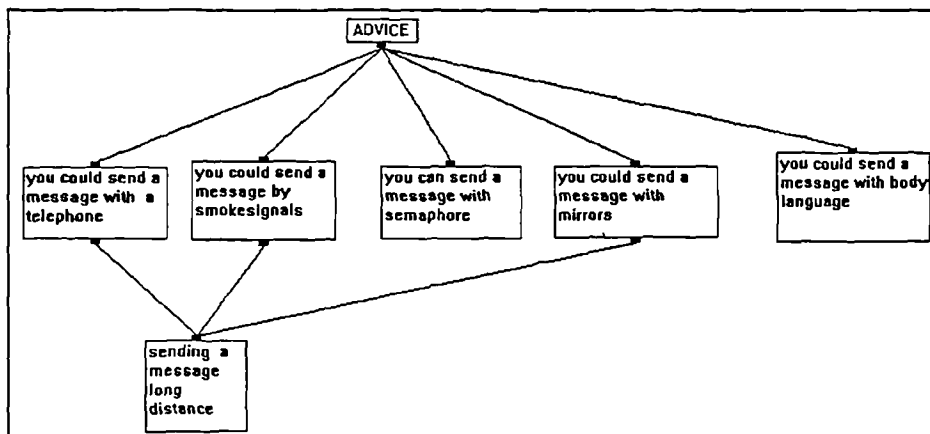 ADVICE
you could send a
message with a
telephone
you could send a
message by
smokesignals
you can send a
message with
semaphore
you could send a
message with
mirrors
you could send a
message with body
language
sending a
message
long
distance